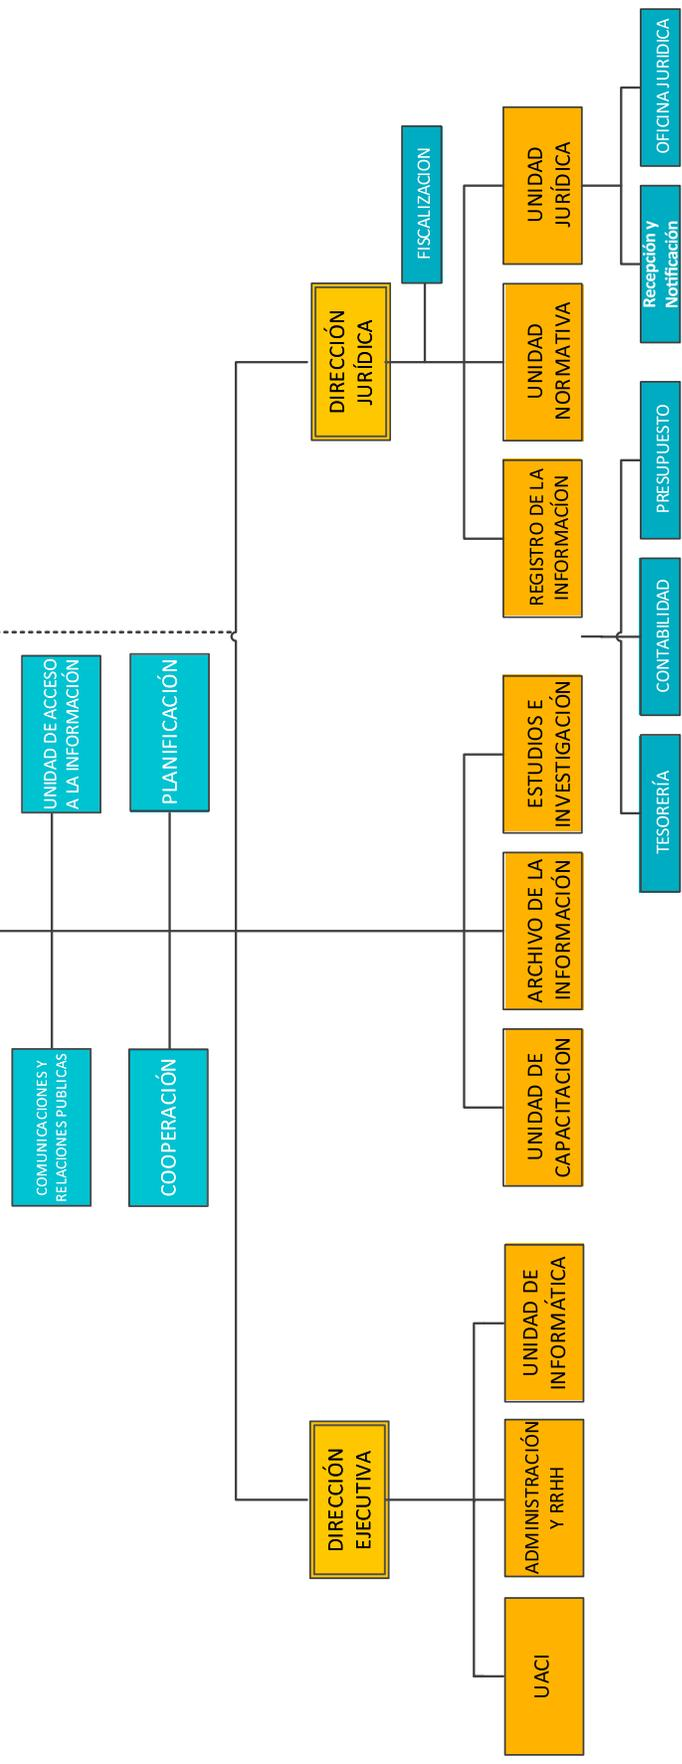 COMUNICACIONES Y
RELACIONES PUBLICAS
UNIDAD DE ACCESO
A LA INFORMACIÓN
COOPERACIÓN
PLANIFICACIÓN
DIRECCIÓN
EJECUTIVA
DIRECCIÓN
JURÍDICA
FISCALIZACION
UACI
ADMINISTRACIÓN
Y RRHH
UNIDAD DE
INFORMÁTICA
UNIDAD DE
CAPACITACION
ARCHIVO DE LA
INFORMACIÓN
ESTUDIOS E
INVESTIGACIÓN
REGISTRO DE LA
INFORMACÍON
UNIDAD
NORMATIVA
UNIDAD
JURÍDICA
TESORERÍA
CONTABILIDAD
PRESUPUESTO
Recepción y
Notificación
OFICINA JURIDICA